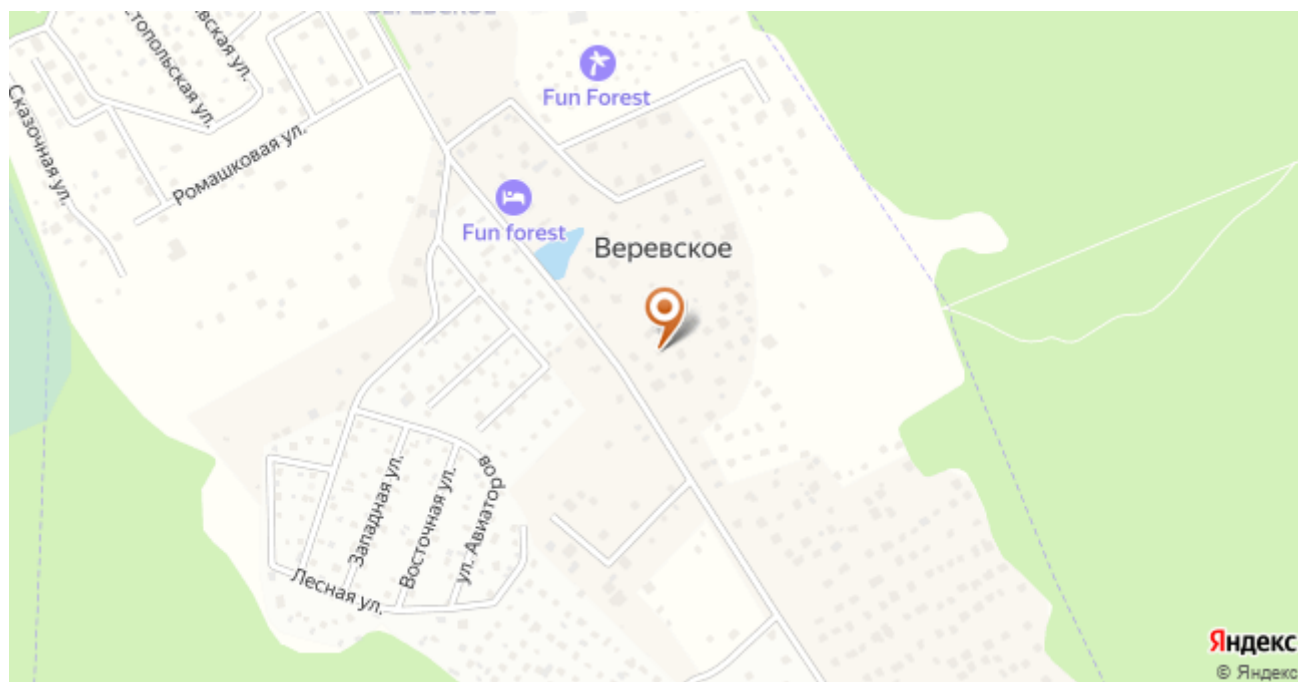 Fun Forest
Сказочная ул.
Ромашковая ул.
Fun forest
Веревское
Западная ул.
Восточная ул.
ул. Авиаторов
Лесная ул.
Яндекс
© Яндекс